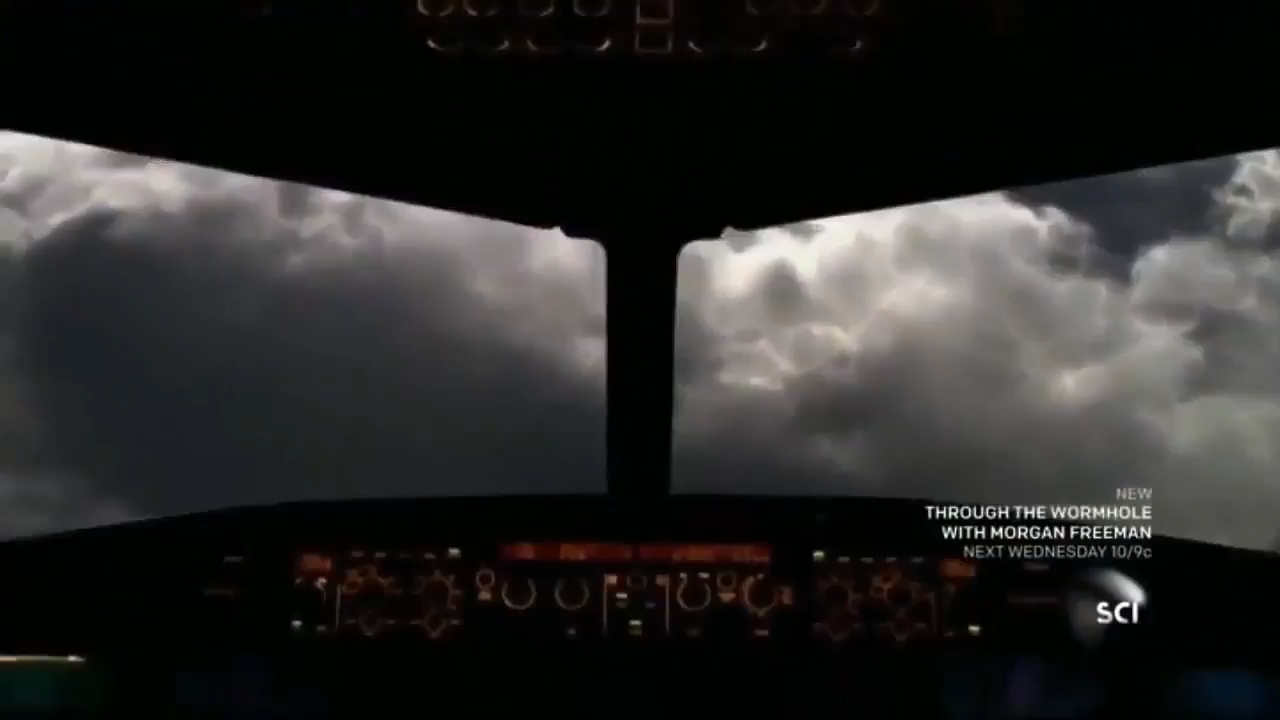 NEW
THROUGH THE WORMHOLE
WITH MORGAN FREEMAN
NEXT WEDNESDAY 10/9c
SCI